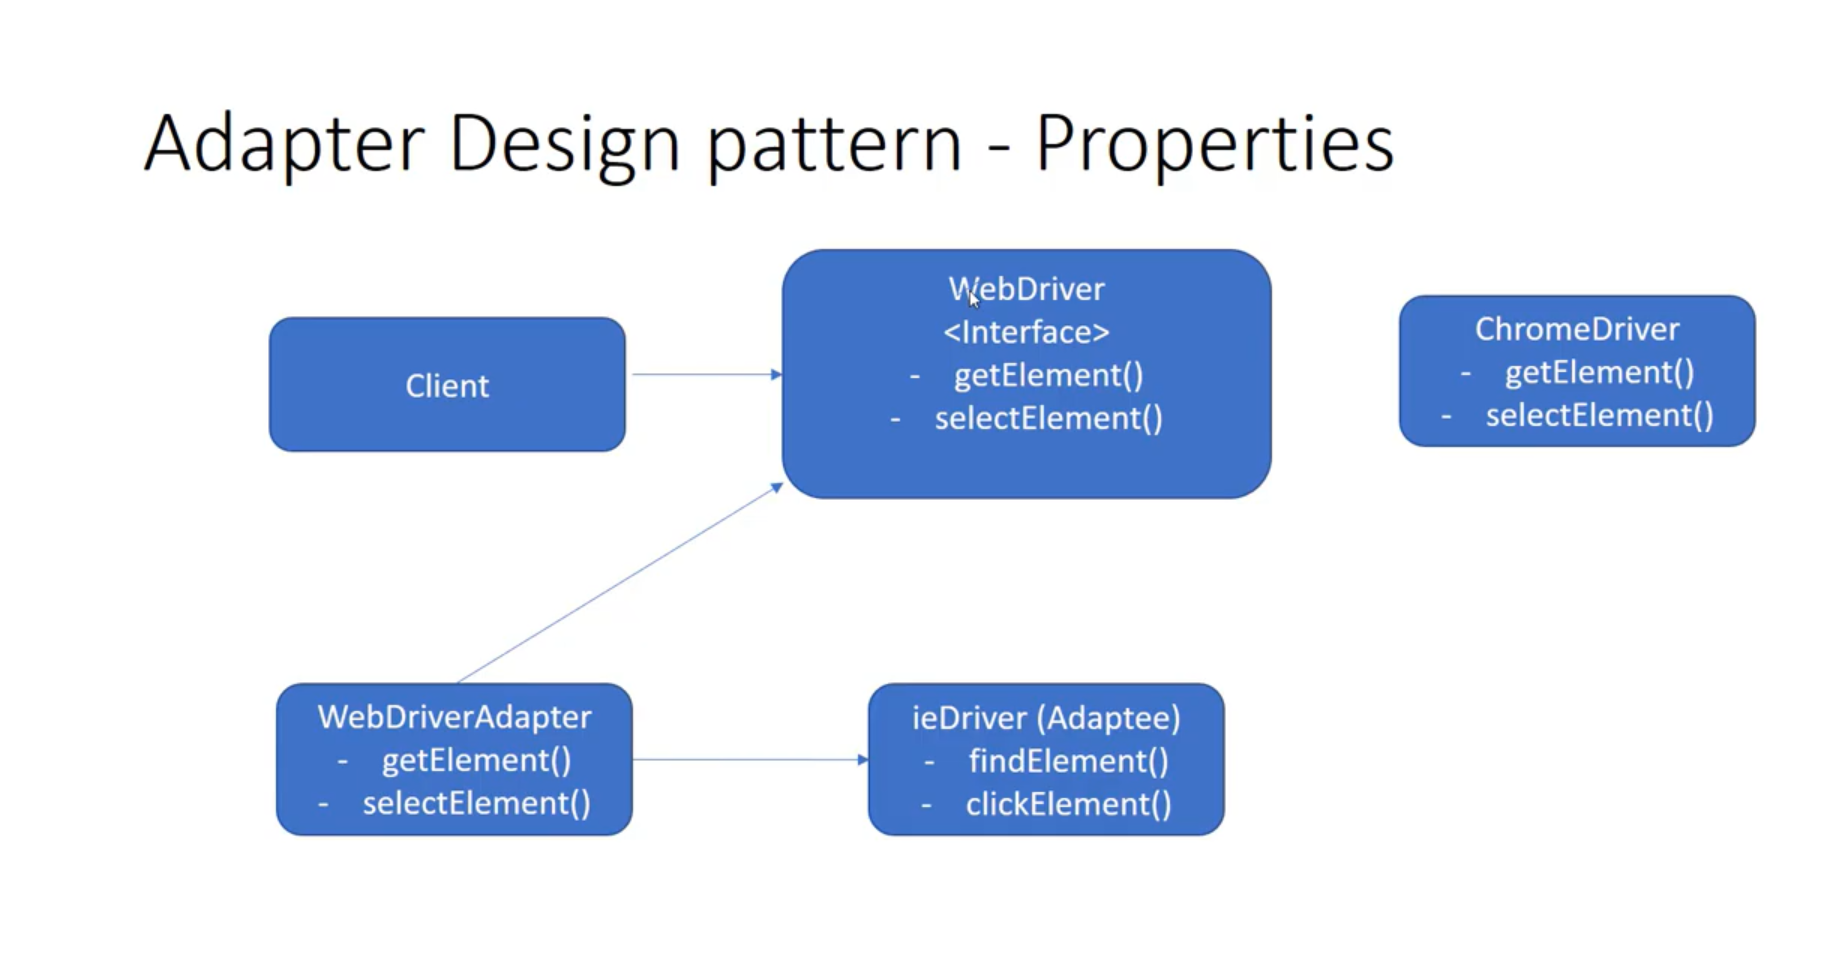 Adapter Design pattern - Properties
Client
WebDriver
<Interface>
- getElement()
- selectElement()
ChromeDriver
- getElement()
- selectElement()
WebDriverAdapter
- getElement()
- selectElement()
ieDriver (Adaptee)
- findElement()
- clickElement()